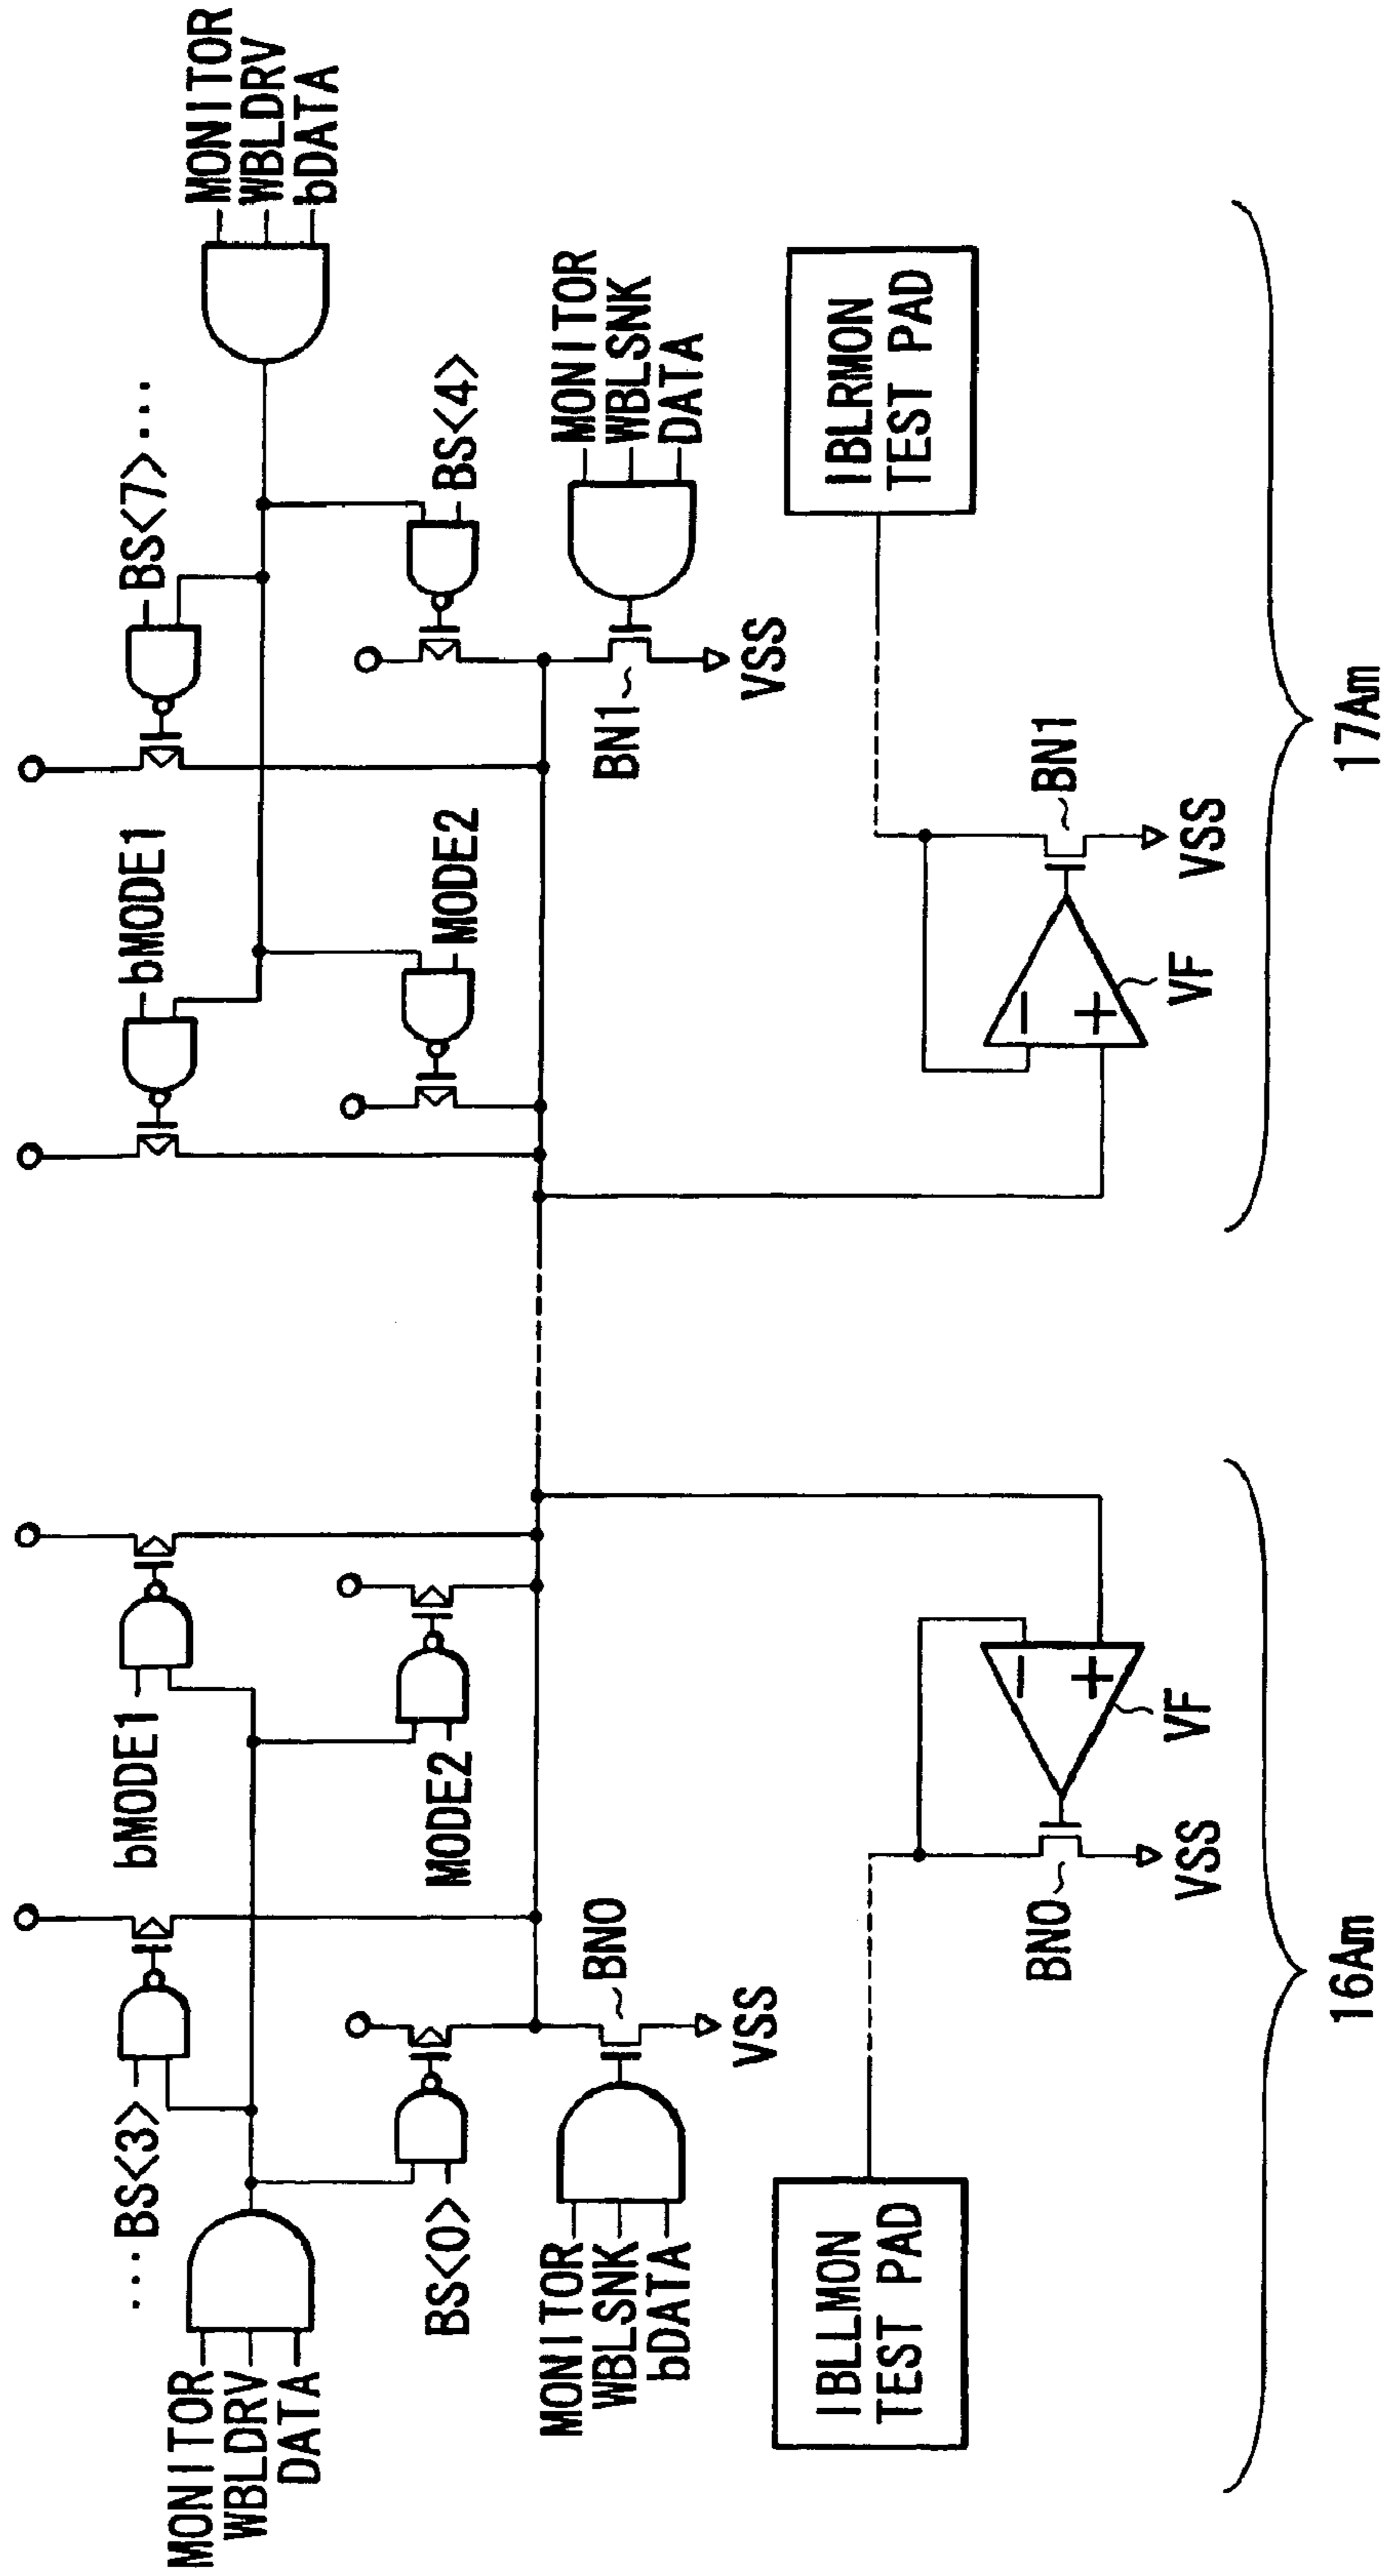 MONITOR
WBLDRV
DATA
....BS<3>
BS<0>
bMODE1
MODE2
MONITOR
WBLSNK
bDATA
BN0
VSS
IBLLMON
TEST PAD
BN0
VSS
VF
16Am
bMODE1
MODE2
BS<7>....
BS<4>
MONITOR
WBLDRV
bDATA
MONITOR
WBLSNK
DATA
BN1
VSS
IBLRMON
TEST PAD
BN1
VSS
VF
17Am